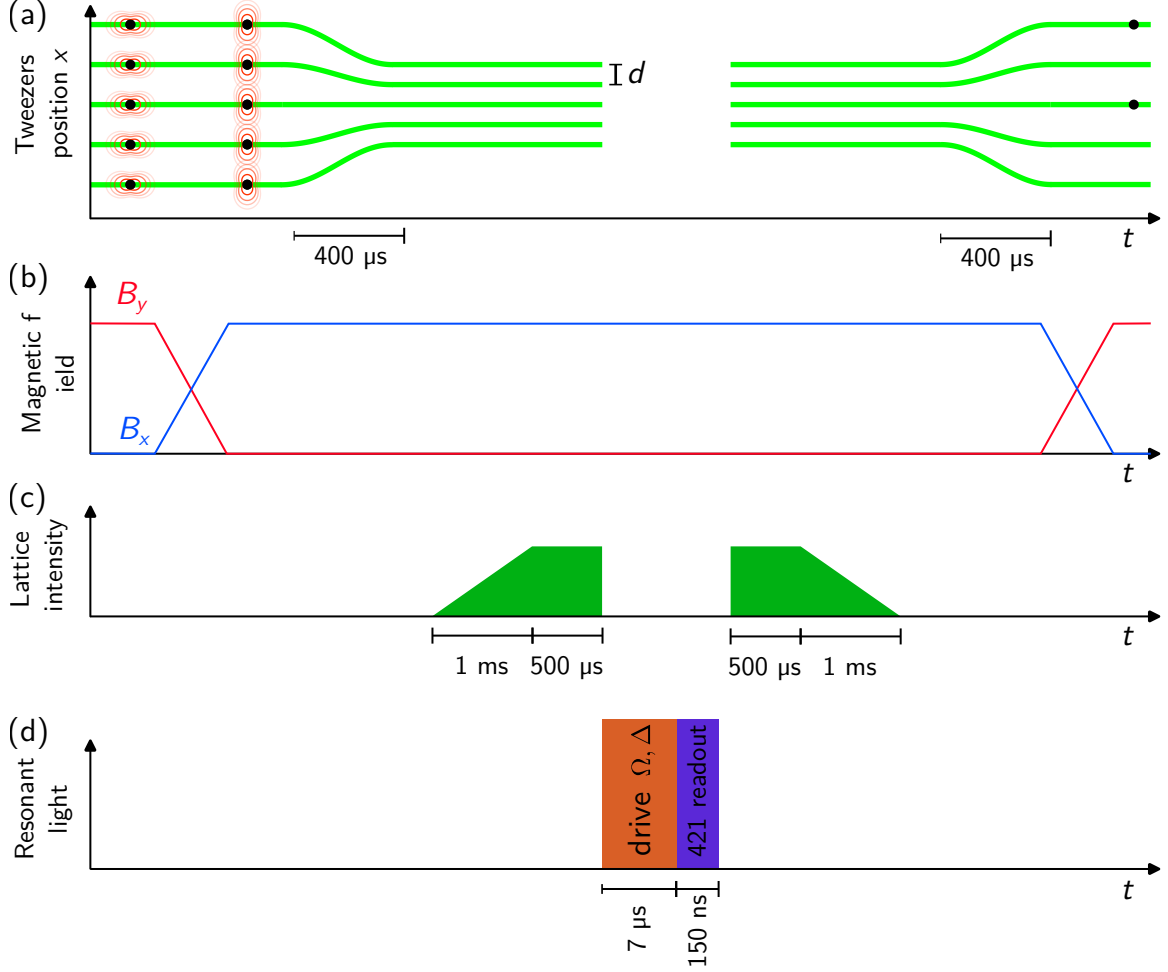 (a)
Tweezers
position x
d
400 µs
400 µs
t
(b)
Magnetic f
ield
B_y
B_x
t
(c)
Lattice
intensity
1 ms
500 µs
500 µs
1 ms
t
(d)
Resonant
light
drive Ω, Δ
421 readout
t
7 µs
150 ns